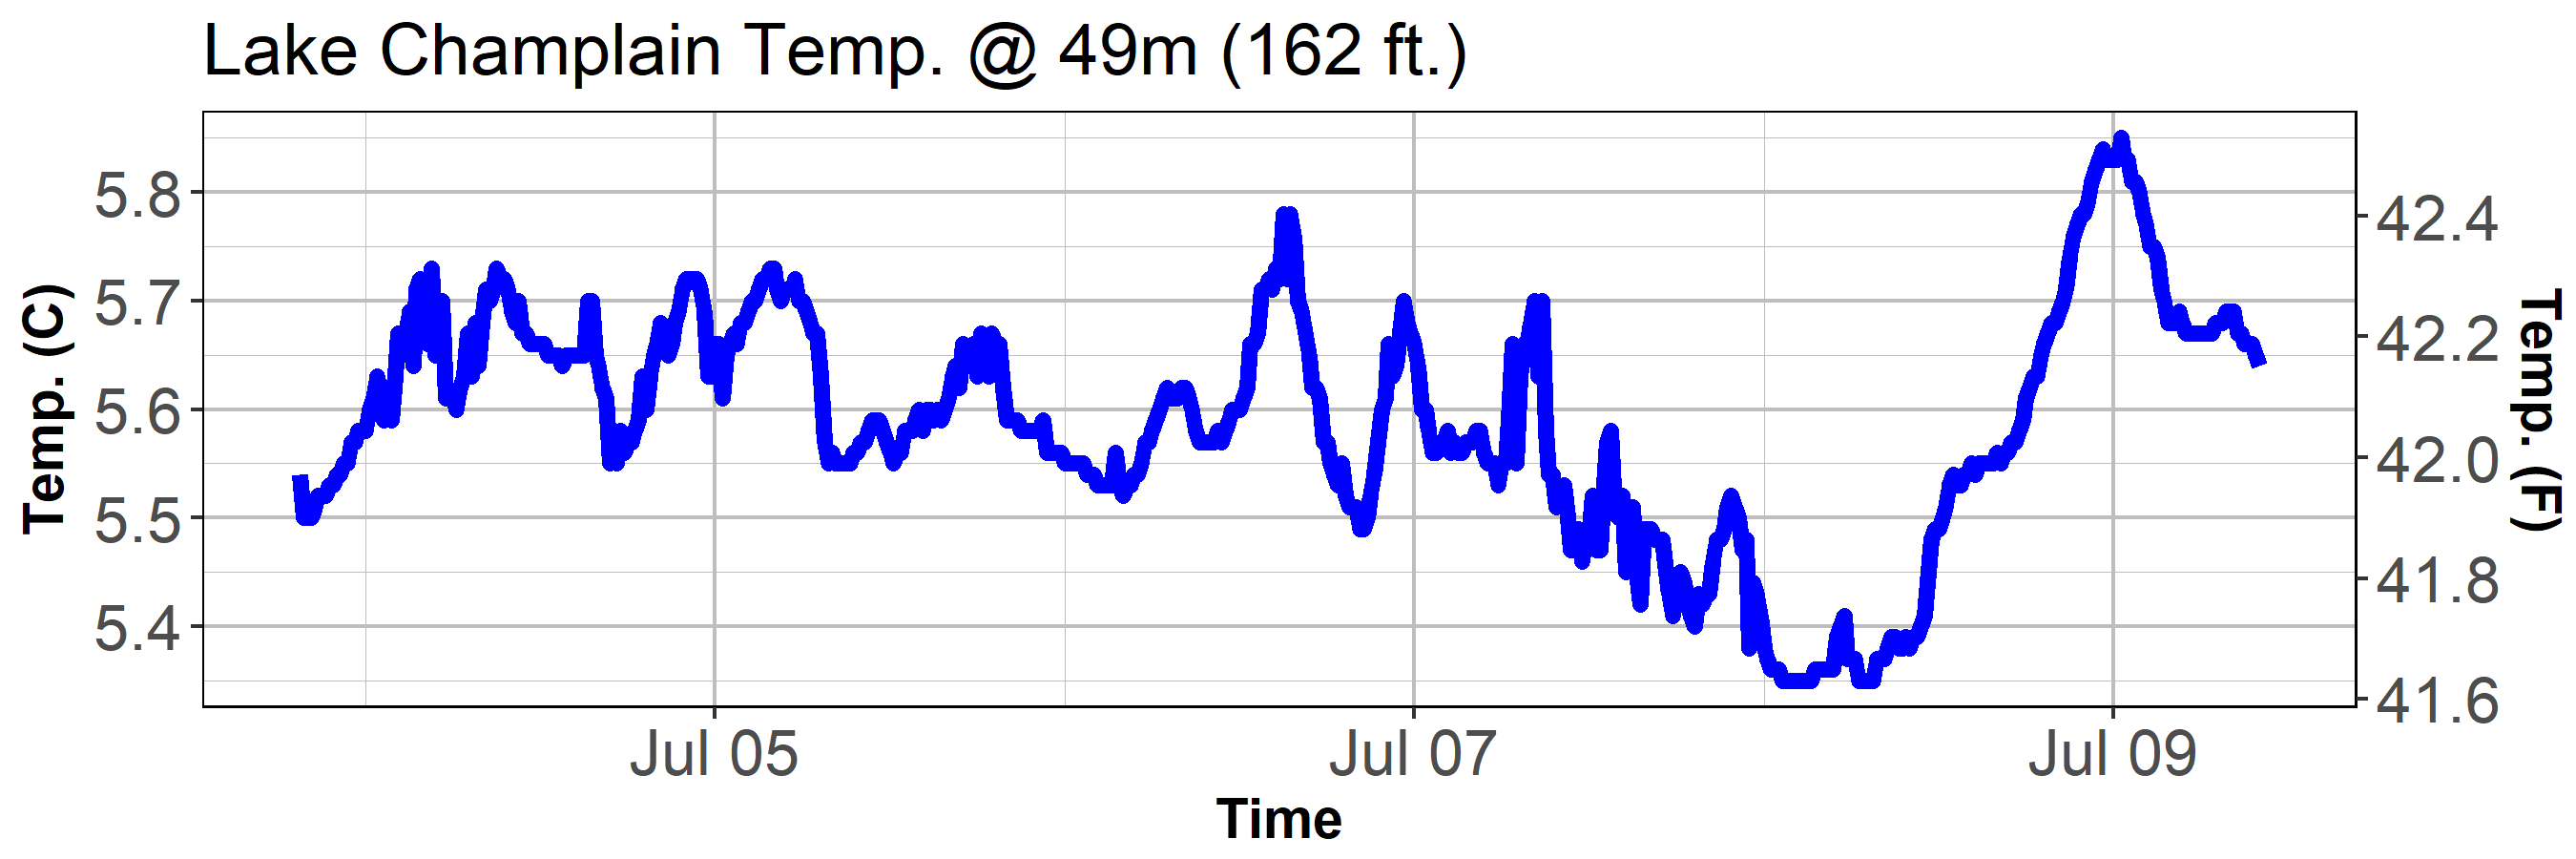 Lake Champlain Temp. @ 49m (162 ft.)
Temp. (C)
5.8
5.7
5.6
5.5
5.4
42.4
42.2
42.0
41.8
41.6
Temp. (F)
Jul 05
Jul 07
Jul 09
Time